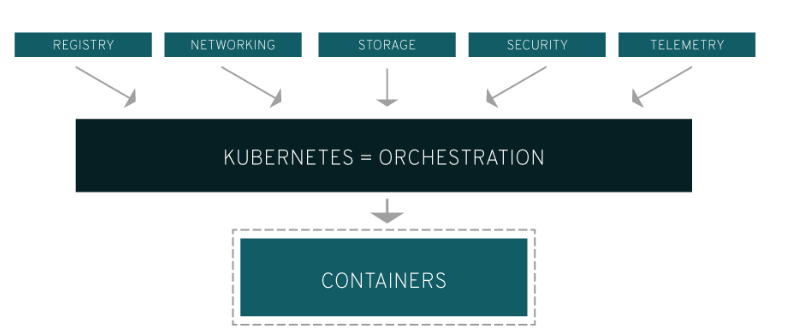 REGISTRY
NETWORKING
STORAGE
SECURITY
TELEMETRY
KUBERNETES = ORCHESTRATION
CONTAINERS